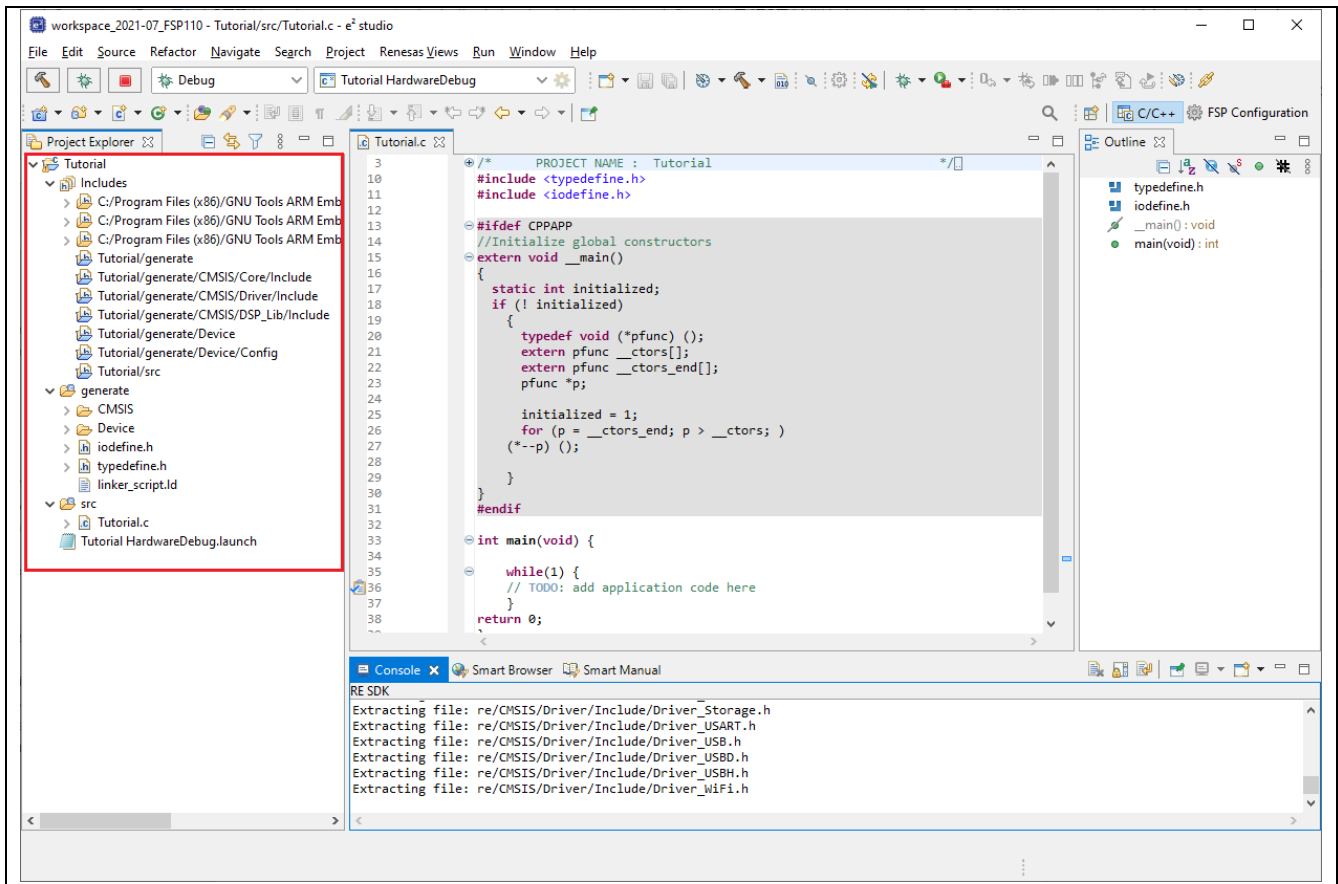 workspace_2021-07_FSP110 - Tutorial/src/Tutorial.c - e² studio
File Edit Source Refactor Navigate Search Project Renesas Views Run Window Help
Debug
Tutorial HardwareDebug
C/C++ FSP Configuration
Project Explorer
Tutorial
Includes
C:/Program Files (x86)/GNU Tools ARM Emb
C:/Program Files (x86)/GNU Tools ARM Emb
C:/Program Files (x86)/GNU Tools ARM Emb
Tutorial/generate
Tutorial/generate/CMSIS/Core/Include
Tutorial/generate/CMSIS/Driver/Include
Tutorial/generate/CMSIS/DSP_Lib/Include
Tutorial/generate/Device
Tutorial/generate/Device/Config
Tutorial/src
generate
CMSIS
Device
iodefine.h
typedefine.h
linker_script.ld
src
Tutorial.c
Tutorial HardwareDebug.launch
Tutorial.c
3 /* PROJECT NAME : Tutorial */
10 #include <typedefine.h>
11 #include <iodefine.h>
12
13 #ifdef CPPAPP
14 //Initialize global constructors
15 extern void __main()
16 {
17 static int initialized;
18 if (! initialized)
19 {
20 typedef void (*pfunc) ();
21 extern pfunc __ctors[];
22 extern pfunc __ctors_end[];
23 pfunc *p;
24
25 initialized = 1;
26 for (p = __ctors_end; p > __ctors; )
27 (*--p) ();
28
29 }
30 }
31 #endif
32
33 int main(void) {
34
35 while(1) {
36 // TODO: add application code here
37 }
38 return 0;
Outline
typedefine.h
iodefine.h
__main() : void
main(void) : int
Console Smart Browser Smart Manual
RE SDK
Extracting file: re/CMSIS/Driver/Include/Driver_Storage.h
Extracting file: re/CMSIS/Driver/Include/Driver_USART.h
Extracting file: re/CMSIS/Driver/Include/Driver_USB.h
Extracting file: re/CMSIS/Driver/Include/Driver_USBD.h
Extracting file: re/CMSIS/Driver/Include/Driver_USBH.h
Extracting file: re/CMSIS/Driver/Include/Driver_WiFi.h